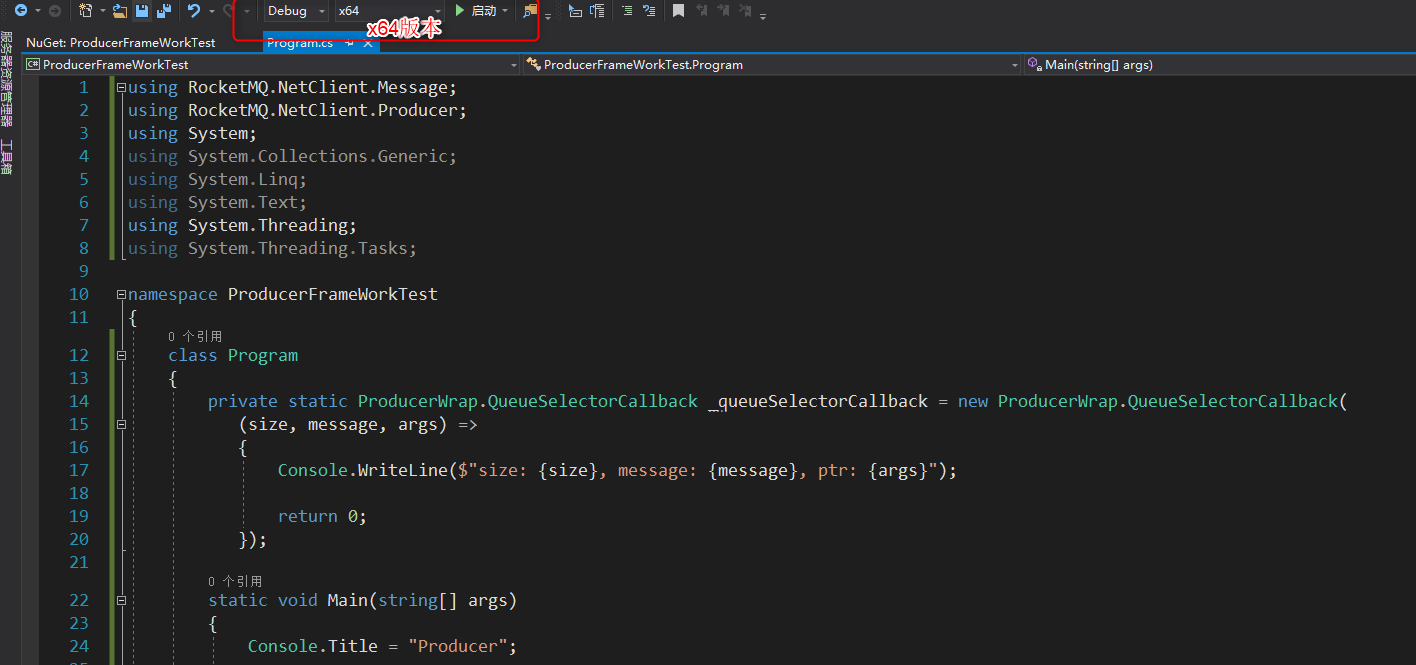 Debug x64 启动
x64版本
NuGet: ProducerFrameWorkTest Program.cs
服务器资源管理器
工具箱
C# ProducerFrameWorkTest ProducerFrameWorkTest.Program Main(string[] args)
1 using RocketMQ.NetClient.Message;
2 using RocketMQ.NetClient.Producer;
3 using System;
4 using System.Collections.Generic;
5 using System.Linq;
6 using System.Text;
7 using System.Threading;
8 using System.Threading.Tasks;
9
10 namespace ProducerFrameWorkTest
11 {
0 个引用
12 class Program
13 {
14 private static ProducerWrap.QueueSelectorCallback _queueSelectorCallback = new ProducerWrap.QueueSelectorCallback(
15 (size, message, args) =>
16 {
17 Console.WriteLine($"size: {size}, message: {message}, ptr: {args}");
18
19 return 0;
20 });
21
0 个引用
22 static void Main(string[] args)
23 {
24 Console.Title = "Producer";